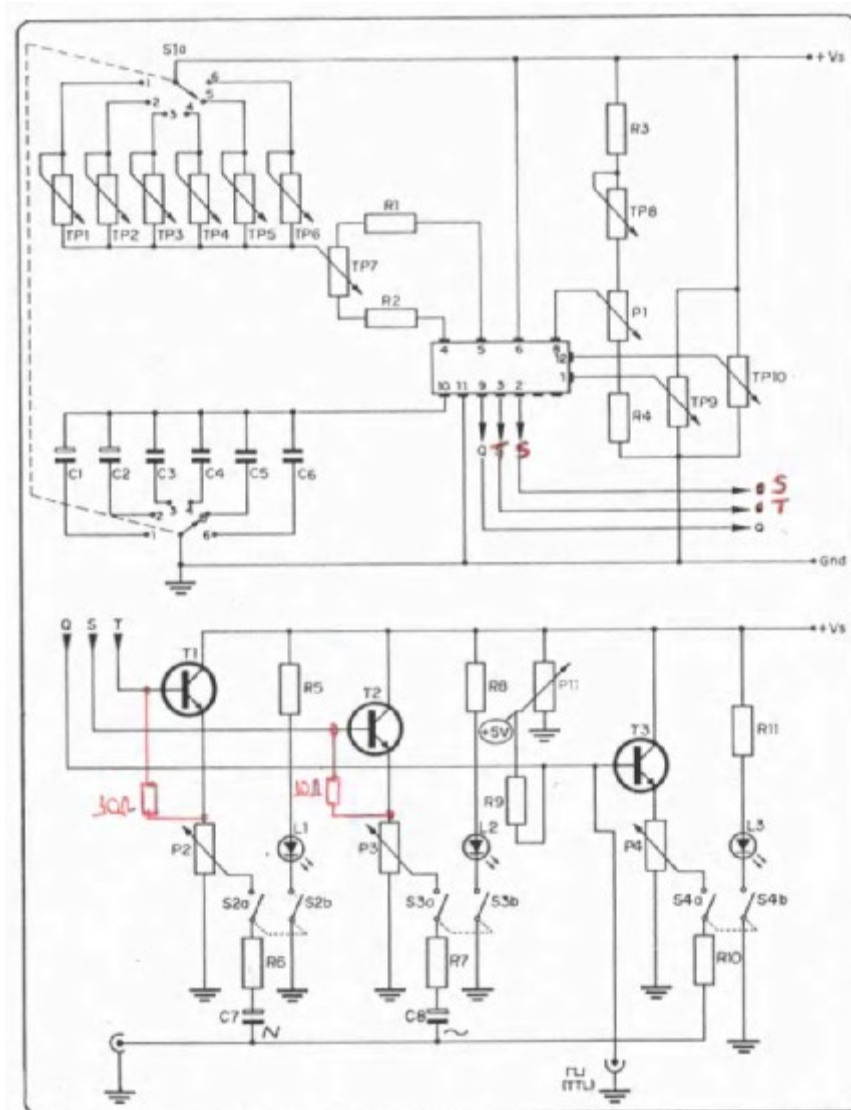 S1a
+Vs
1 2 3 4 5 6
R3
TP1 TP2 TP3 TP4 TP5 TP6
TP8
R1
TP7
R2
P1
4 5 6 8
12
10 11 9 3 2
1
TP10
R4
TP9
Q T S
C1 C2 C3 C4 C5 C6
S
T
Q
1 2 3 4 6
Gnd
Q S T
+Vs
T1
R5
T2
R8
P11
+5V
T3
R11
10Ω
10Ω
R9
P2
L1
P3
L2
P4
L3
S2a S2b
S3a S3b
S4a S4b
R6
R7
R10
C7
C8
(TTL)